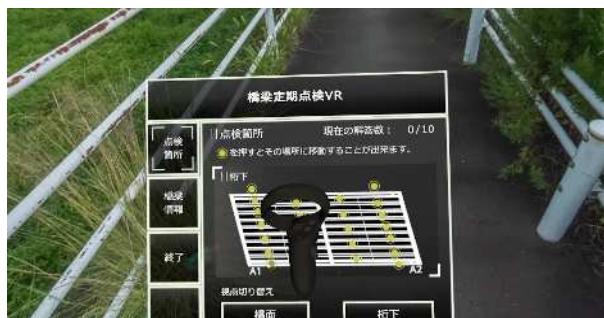 橋梁定期点検VR
点検
箇所
点検箇所
現在の解答数： 0/10
を押すとその場所に移動することが出来ます。
桁下
橋梁
情報
終了
A1
A2
視点切り替え
橋面
桁下